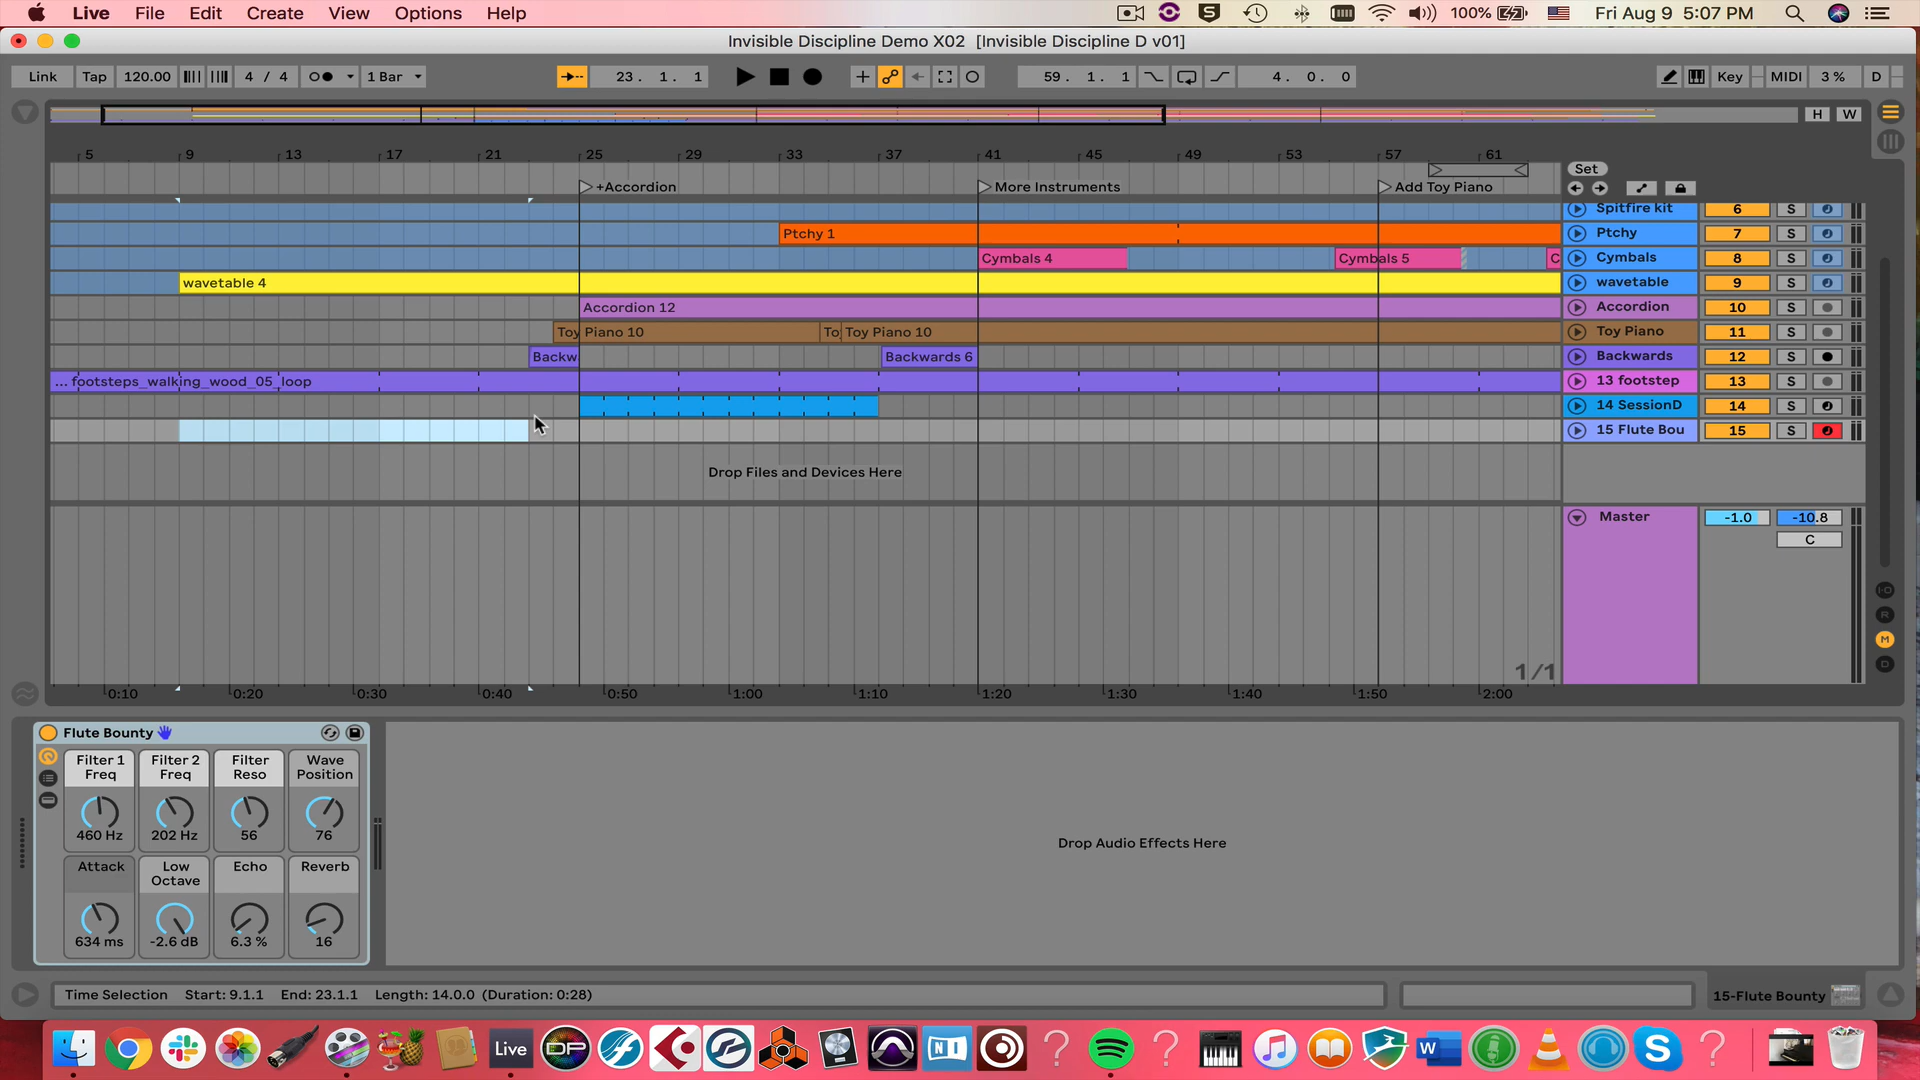 Live File Edit Create View Options Help 100% Fri Aug 9 5:07 PM
Invisible Discipline Demo X02 [Invisible Discipline D v01]
Link Tap 120.00 4 / 4 1 Bar 23. 1. 1 59. 1. 1 4. 0. 0 Key MIDI 3 % D
H W
5 9 13 17 21 25 29 33 37 41 45 49 53 57 61
Set
+Accordion More Instruments Add Toy Piano
Spitfire kit 6 S
Ptchy 1 Ptchy 7 S
Cymbals 4 Cymbals 5 C Cymbals 8 S
wavetable 4 wavetable 9 S
Accordion 12 Accordion 10 S
Toy Piano 10 To Toy Piano 10 Toy Piano 11 S
Backw Backwards 6 Backwards 12 S
... footsteps_walking_wood_05_loop 13 footstep 13 S
14 SessionD 14 S
15 Flute Bou 15 S
Drop Files and Devices Here
Master -1.0 -10.8
C
I·O
R
M
D
1/1
0:10 0:20 0:30 0:40 0:50 1:00 1:10 1:20 1:30 1:40 1:50 2:00
Flute Bounty
Filter 1 Freq Filter 2 Freq Filter Reso Wave Position
460 Hz 202 Hz 56 76
Attack Low Octave Echo Reverb
634 ms -2.6 dB 6.3 % 16
Drop Audio Effects Here
Time Selection Start: 9.1.1 End: 23.1.1 Length: 14.0.0 (Duration: 0:28) 15-Flute Bounty
Live DP NI W S